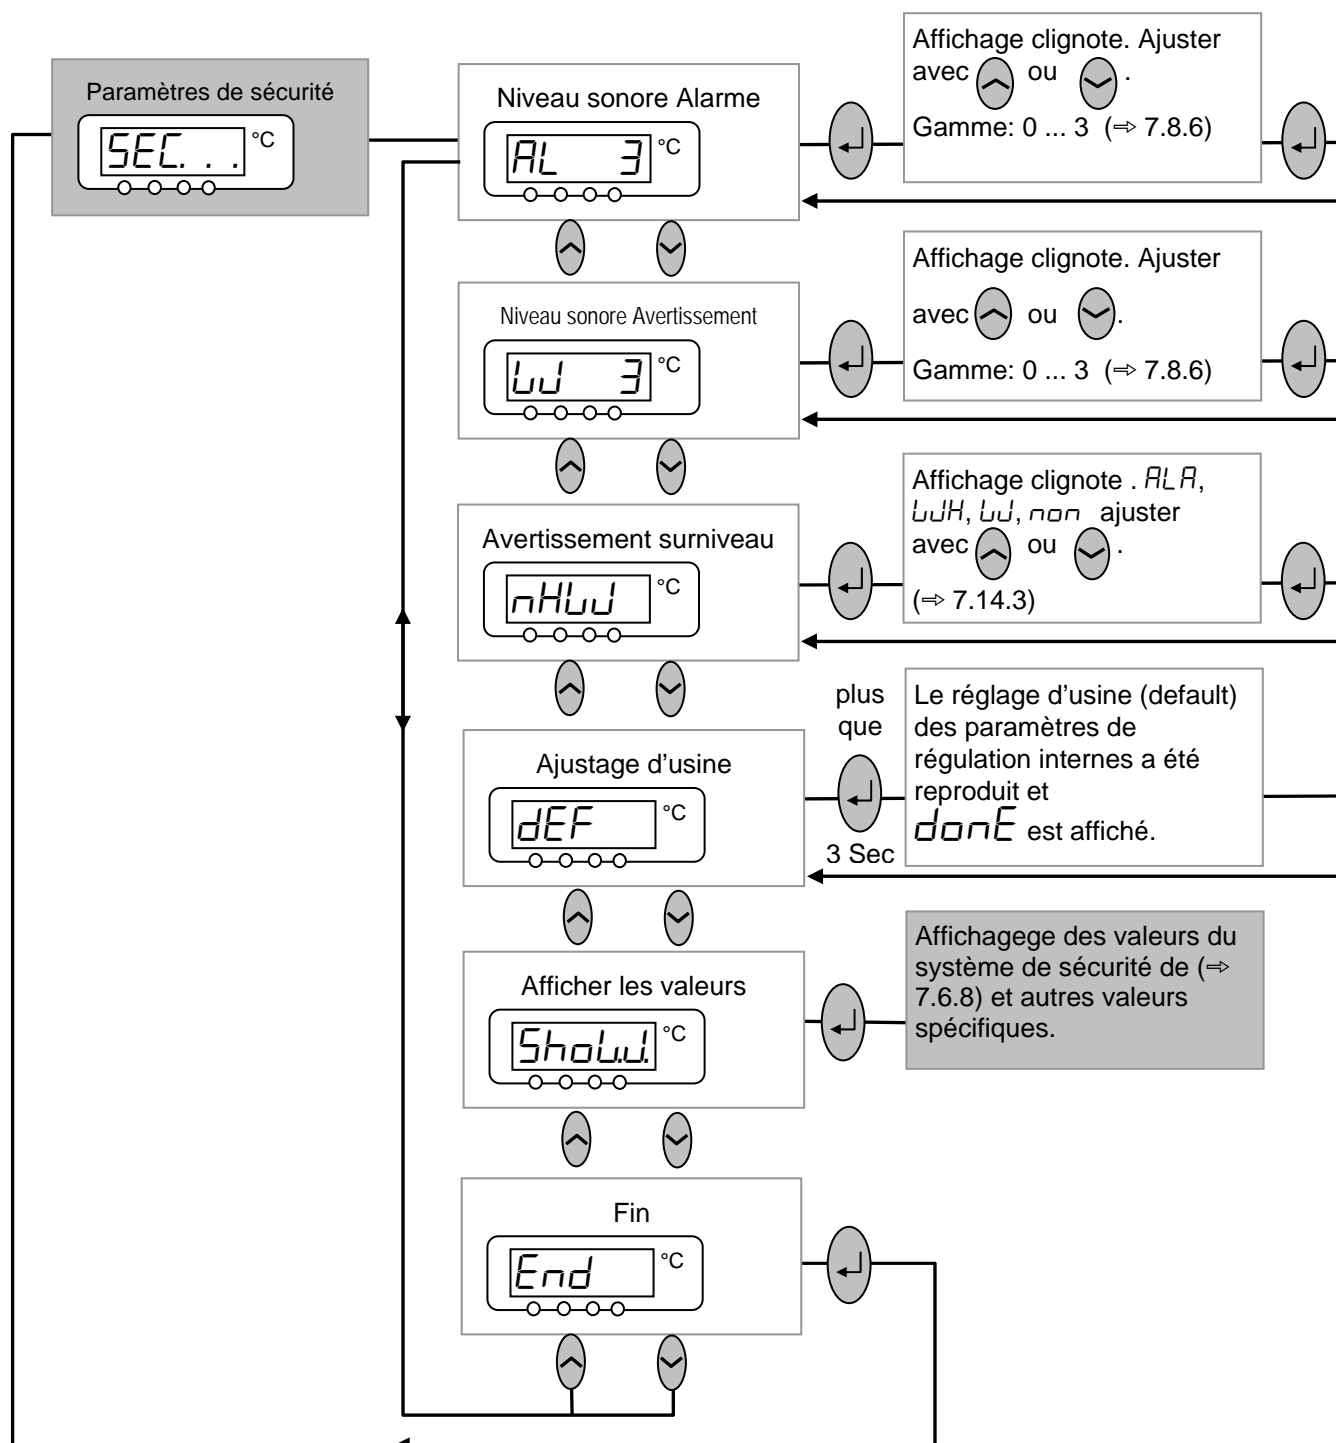 Paramètres de sécurité
SEC. . .
°C
Niveau sonore Alarme
AL 3
°C
Affichage clignote. Ajuster
avec ou .
Gamme: 0 ... 3 (⇨ 7.8.6)
Niveau sonore Avertissement
W 3
°C
Affichage clignote. Ajuster
avec ou .
Gamme: 0 ... 3 (⇨ 7.8.6)
Avertissement surniveau
nHW
°C
Affichage clignote . ALA,
WH, W, non ajuster
avec ou .
(⇨ 7.14.3)
Ajustage d'usine
dEF
°C
plus
que
3 Sec
Le réglage d'usine (default)
des paramètres de
régulation internes a été
reproduit et
donE est affiché.
Afficher les valeurs
ShoW.
°C
Affichagege des valeurs du
système de sécurité de (⇨
7.6.8) et autres valeurs
spécifiques.
Fin
End
°C